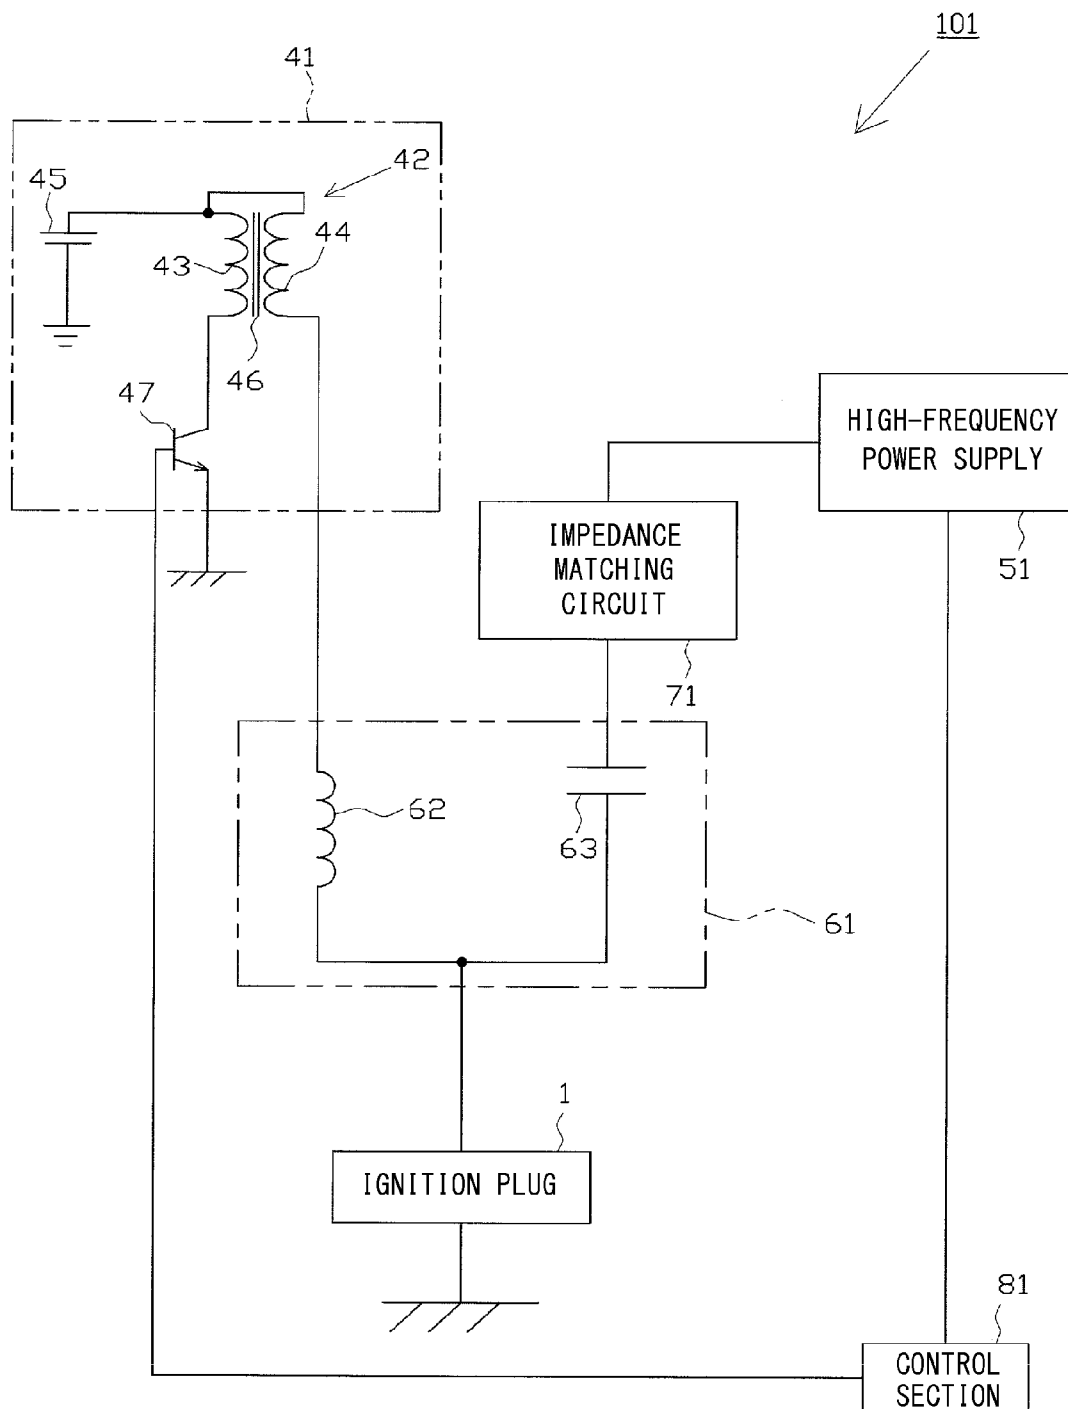 101
41
45
42
43
44
46
47
HIGH-FREQUENCY
POWER SUPPLY
51
IMPEDANCE
MATCHING
CIRCUIT
71
62
63
61
1
IGNITION PLUG
81
CONTROL
SECTION